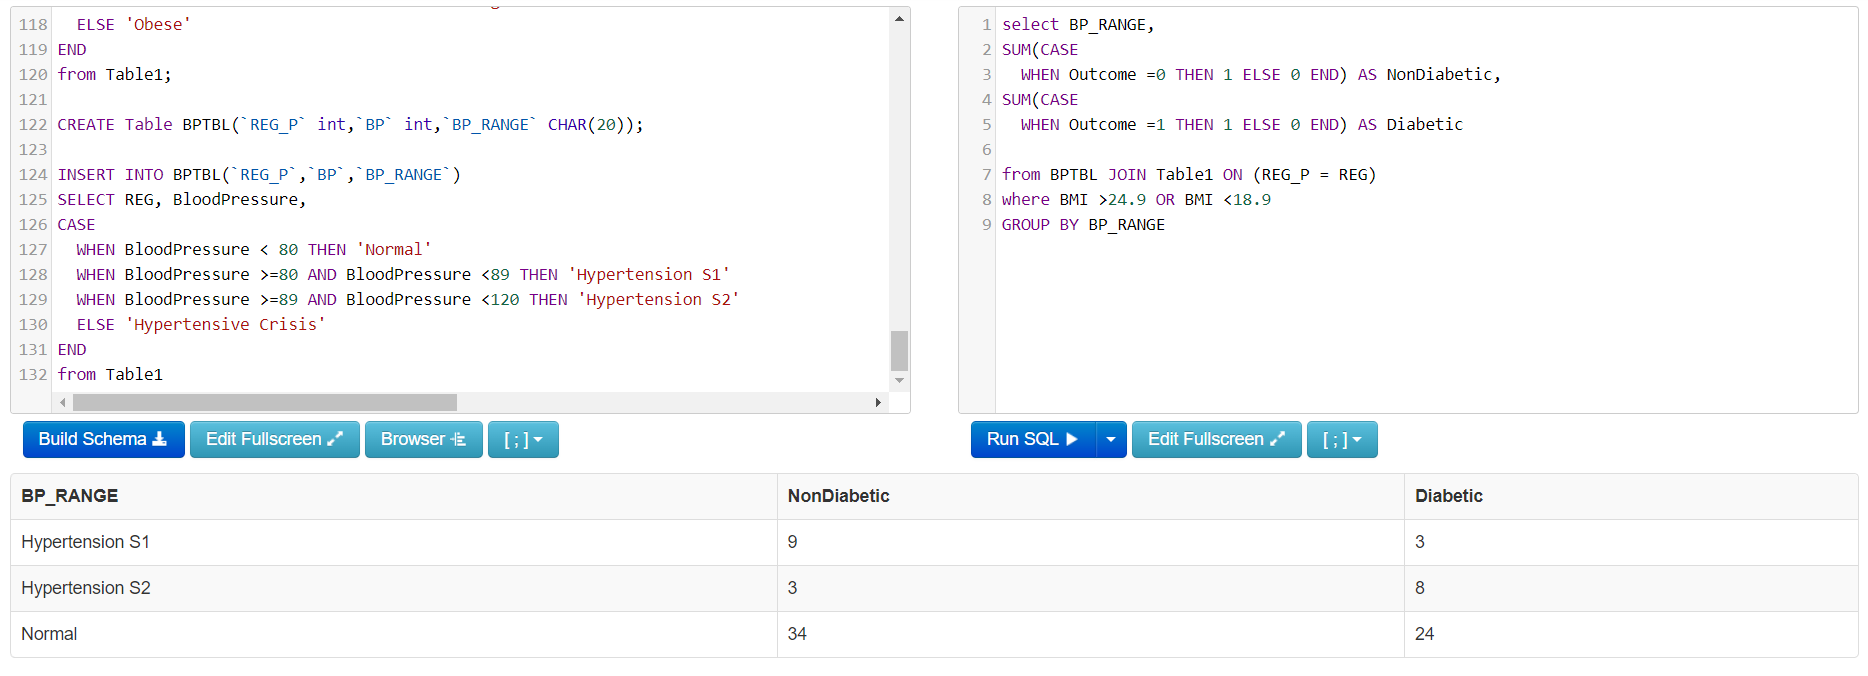 118   ELSE 'Obese'
119 END
120 from Table1;
121
122 CREATE Table BPTBL(`REG_P` int,`BP` int,`BP_RANGE` CHAR(20));
123
124 INSERT INTO BPTBL(`REG_P`,`BP`,`BP_RANGE`)
125 SELECT REG, BloodPressure,
126 CASE
127   WHEN BloodPressure < 80 THEN 'Normal'
128   WHEN BloodPressure >=80 AND BloodPressure <89 THEN 'Hypertension S1'
129   WHEN BloodPressure >=89 AND BloodPressure <120 THEN 'Hypertension S2'
130   ELSE 'Hypertensive Crisis'
131 END
132 from Table1
Build Schema Edit Fullscreen Browser [ ; ]
1 select BP_RANGE,
2 SUM(CASE
3   WHEN Outcome =0 THEN 1 ELSE 0 END) AS NonDiabetic,
4 SUM(CASE
5   WHEN Outcome =1 THEN 1 ELSE 0 END) AS Diabetic
6
7 from BPTBL JOIN Table1 ON (REG_P = REG)
8 where BMI >24.9 OR BMI <18.9
9 GROUP BY BP_RANGE
Run SQL Edit Fullscreen [ ; ]
BP_RANGE NonDiabetic Diabetic
Hypertension S1 9 3
Hypertension S2 3 8
Normal 34 24